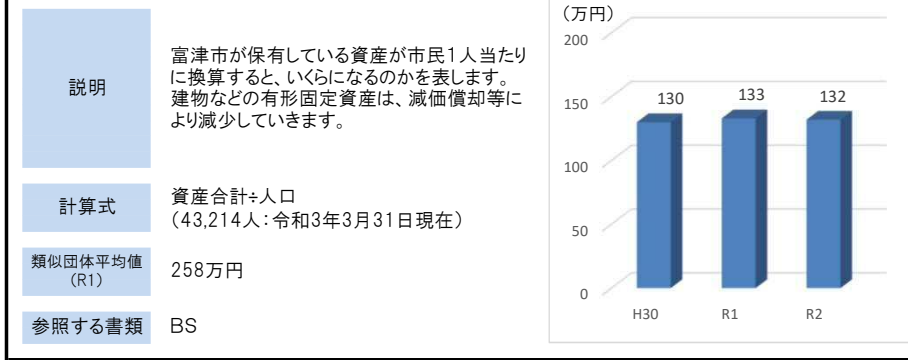 説明
富津市が保有している資産が市民1人当たり
に換算すると、いくらになるのかを表します。
建物などの有形固定資産は、減価償却等に
より減少していきます。
計算式
資産合計÷人口
（43,214人：令和3年3月31日現在）
類似団体平均値
（R1）
258万円
参照する書類
BS
（万円）
200
150
100
50
0
130
133
132
H30
R1
R2